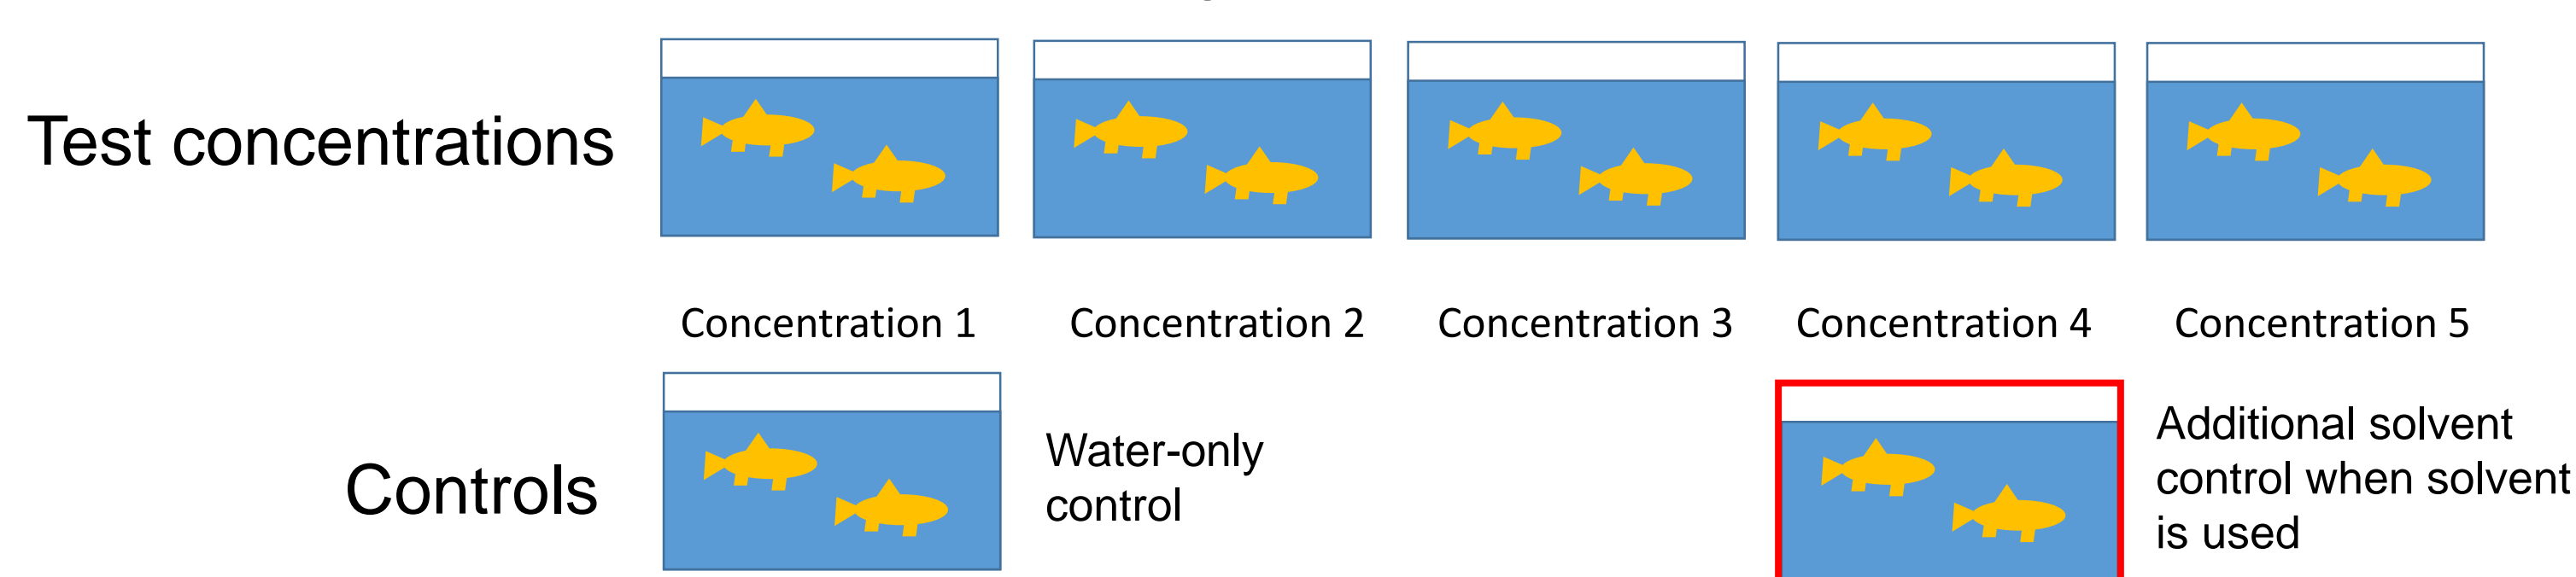 Test concentrations
Concentration 1
Concentration 2
Concentration 3
Concentration 4
Concentration 5
Controls
Water-only
control
Additional solvent
control when solvent
is used